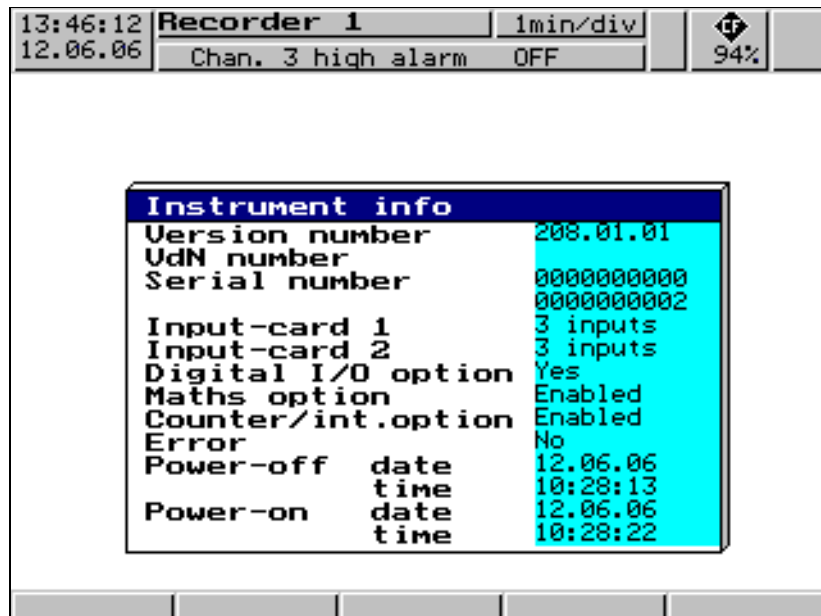 13:46:12 Recorder 1 1min/div CF
12.06.06 Chan. 3 high alarm OFF 94%
Instrument info
Version number 208.01.01
VdN number
Serial number 0000000000
0000000002
Input-card 1 3 inputs
Input-card 2 3 inputs
Digital I/O option Yes
Maths option Enabled
Counter/int.option Enabled
Error No
Power-off date 12.06.06
time 10:28:13
Power-on date 12.06.06
time 10:28:22